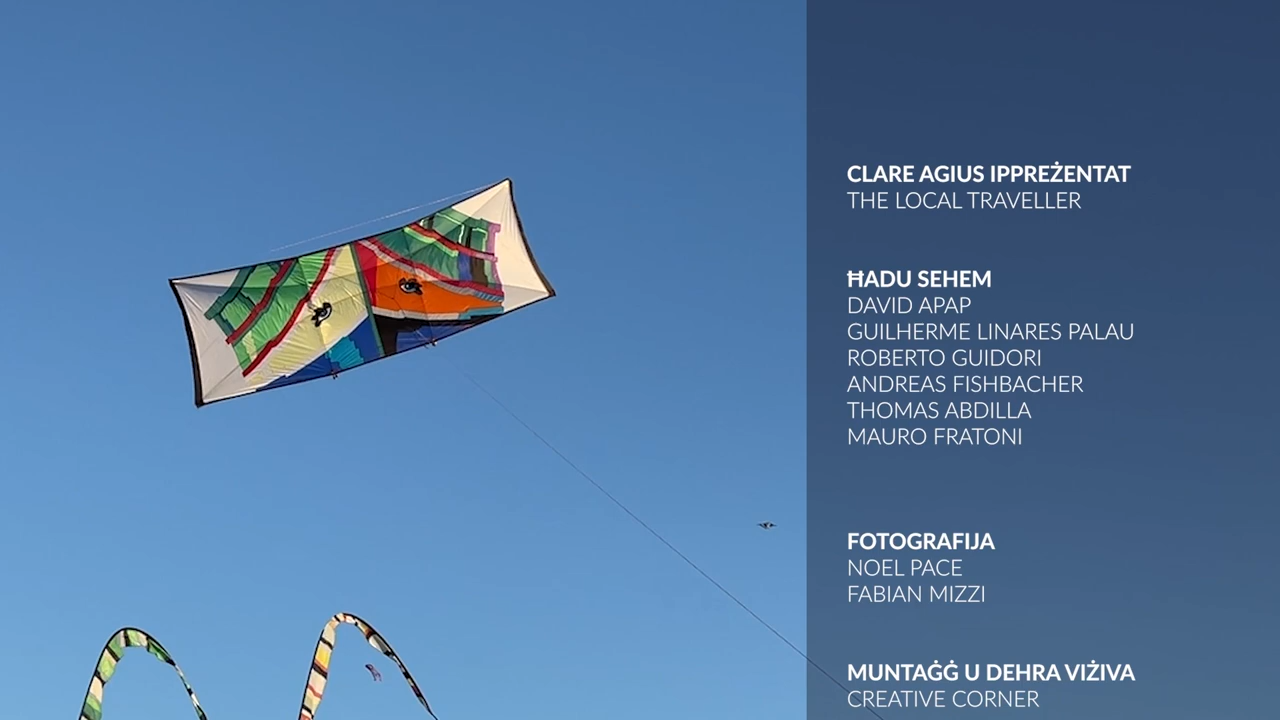 CLARE AGIUS IPPREŻENTAT
THE LOCAL TRAVELLER
ĦADU SEHEM
DAVID APAP
GUILHERME LINARES PALAU
ROBERTO GUIDORI
ANDREAS FISHBACHER
THOMAS ABDILLA
MAURO FRATONI
FOTOGRAFIJA
NOEL PACE
FABIAN MIZZI
MUNTAĠĠ U DEHRA VIŻIVA
CREATIVE CORNER